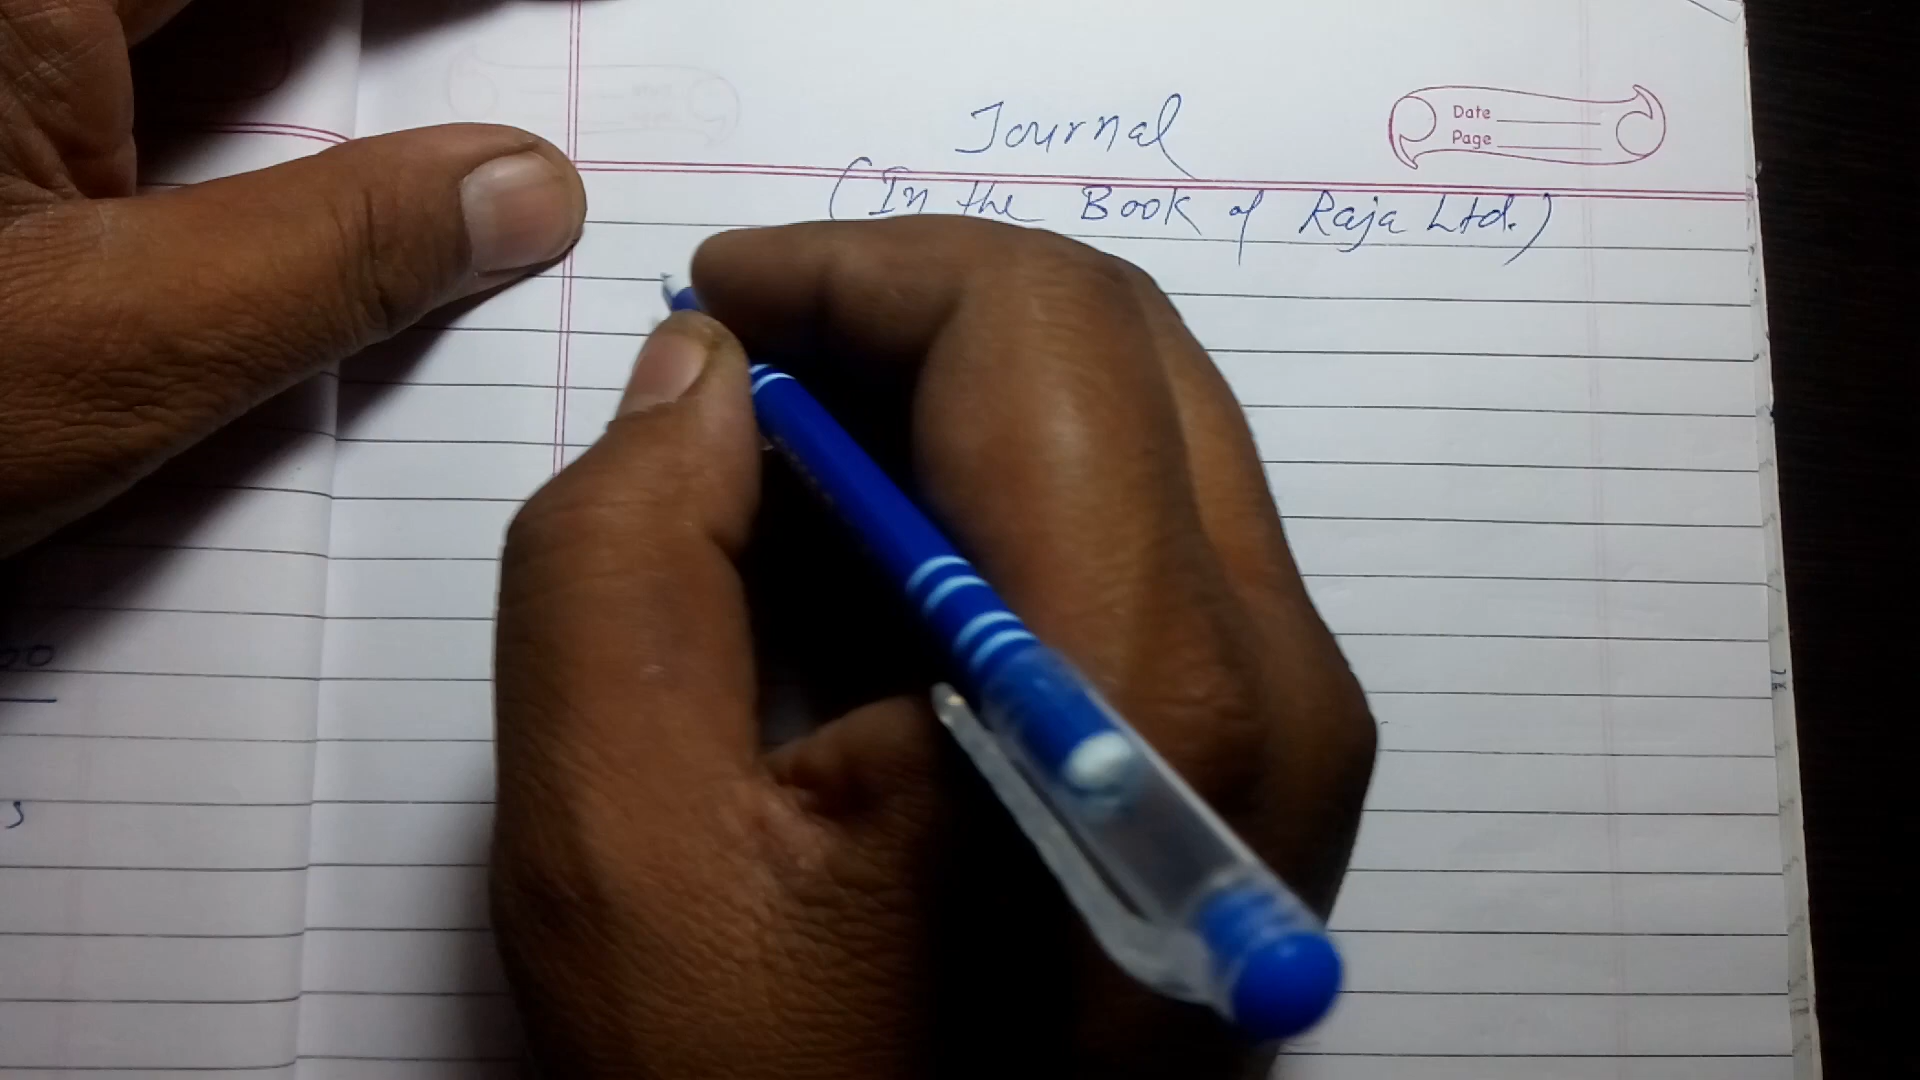 Journal
Date
Page
(In the Book of Raja Ltd.)
s